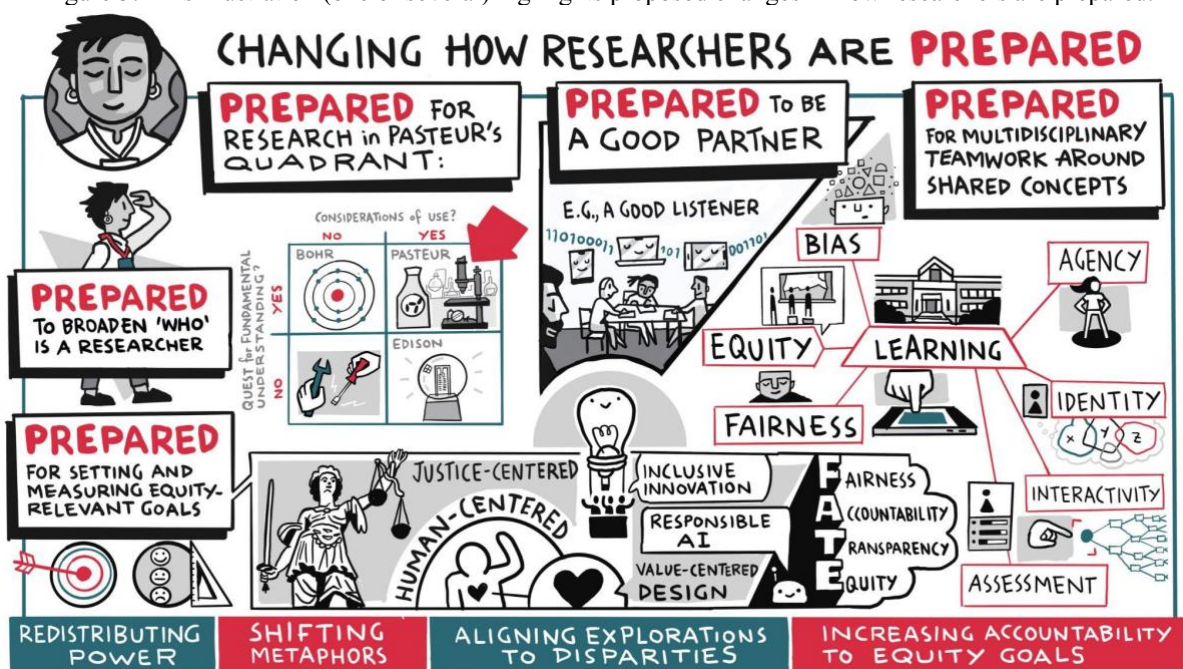 CHANGING HOW RESEARCHERS ARE PREPARED
PREPARED FOR
RESEARCH in PASTEUR'S
QUADRANT:
PREPARED TO BE
A GOOD PARTNER
PREPARED
FOR MULTIDISCIPLINARY
TEAMWORK AROUND
SHARED CONCEPTS
PREPARED
TO BROADEN 'WHO'
IS A RESEARCHER
PREPARED
FOR SETTING AND
MEASURING EQUITY-
RELEVANT GOALS
CONSIDERATIONS of USE?
NO YES
QUEST for FUNDAMENTAL
UNDERSTANDING?
YES
NO
BOHR
PASTEUR
EDISON
E.G., A GOOD LISTENER
110100011
101
001101
BIAS
AGENCY
EQUITY
LEARNING
FAIRNESS
IDENTITY
X Y Z
INTERACTIVITY
ASSESSMENT
JUSTICE-CENTERED
HUMAN-CENTERED
INCLUSIVE
INNOVATION
RESPONSIBLE
AI
VALUE-CENTERED
DESIGN
FAIRNESS
ACCOUNTABILITY
TRANSPARENCY
EQUITY
REDISTRIBUTING
POWER
SHIFTING
METAPHORS
ALIGNING EXPLORATIONS
TO DISPARITIES
INCREASING ACCOUNTABILITY
TO EQUITY GOALS